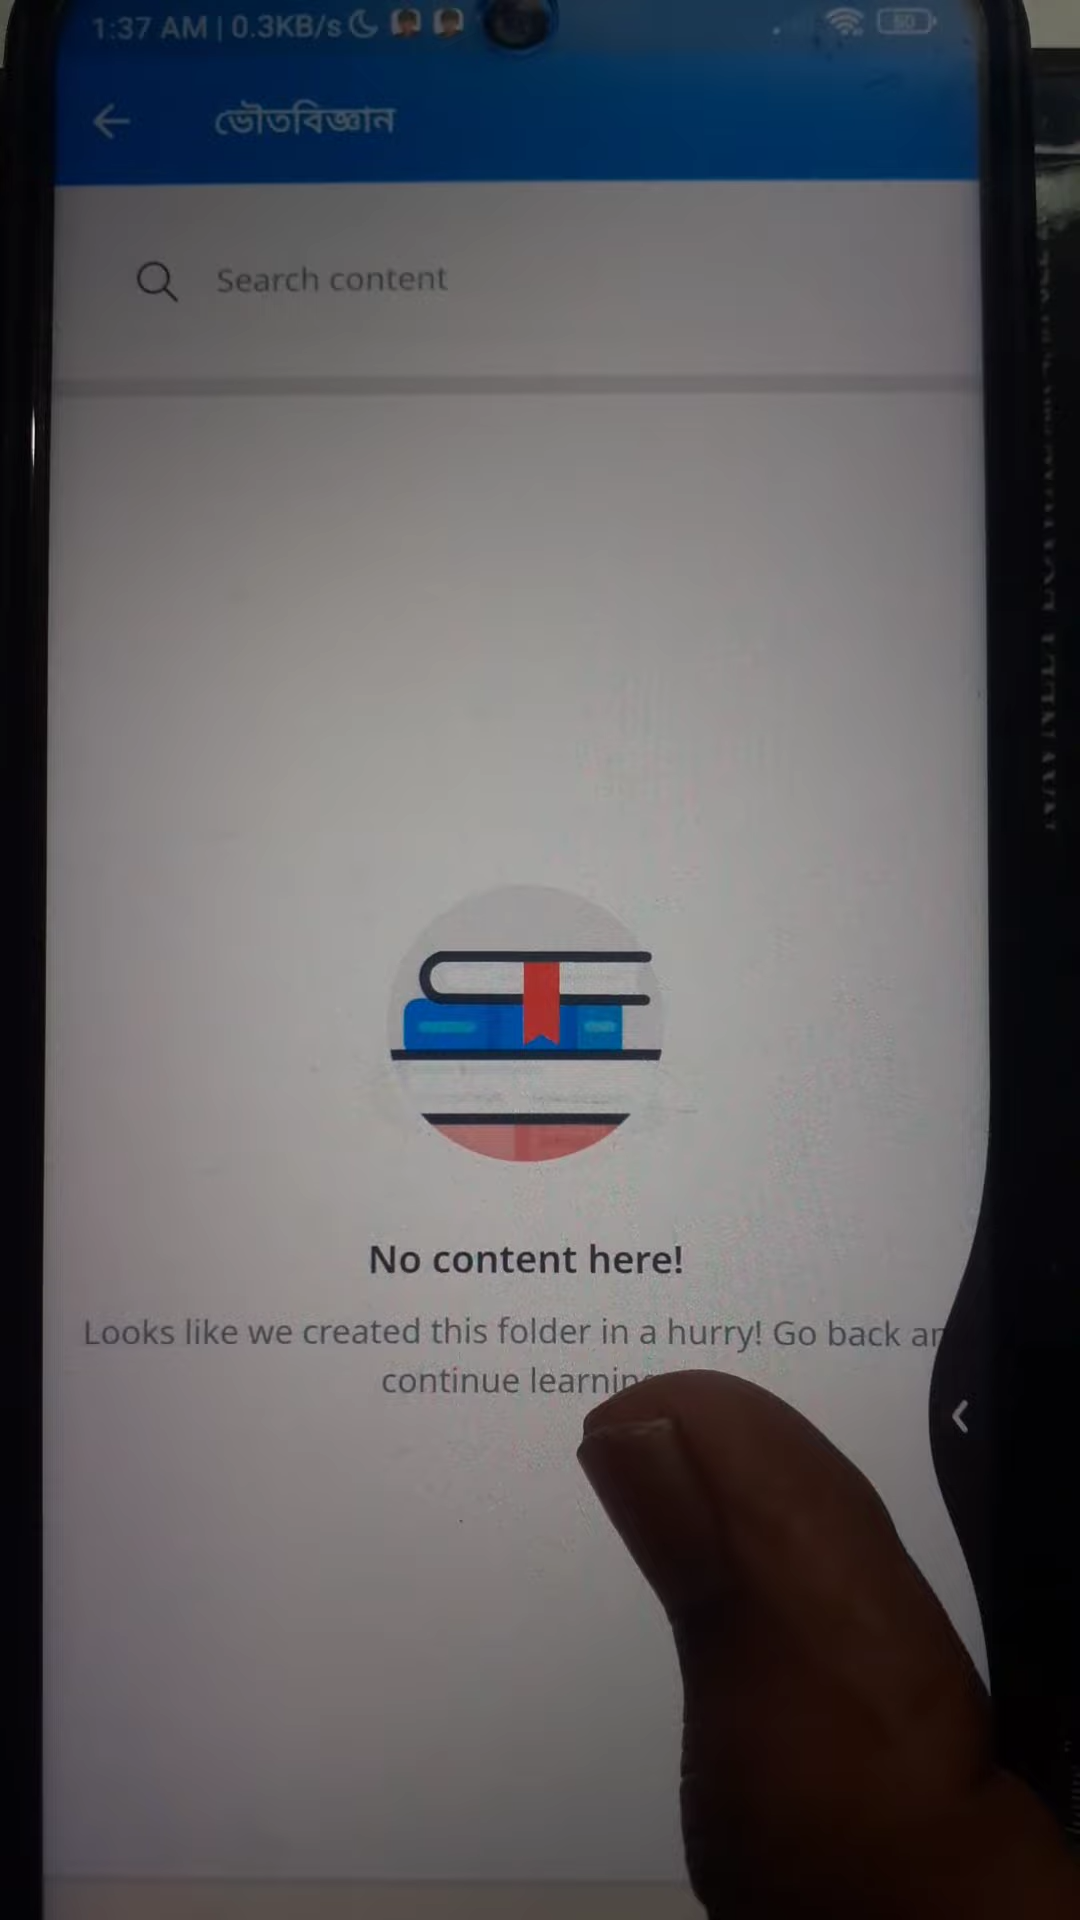 1:37 AM | 0.3KB/s
50
ভৌতবিজ্ঞান
Search content
No content here!
Looks like we created this folder in a hurry! Go back
continue